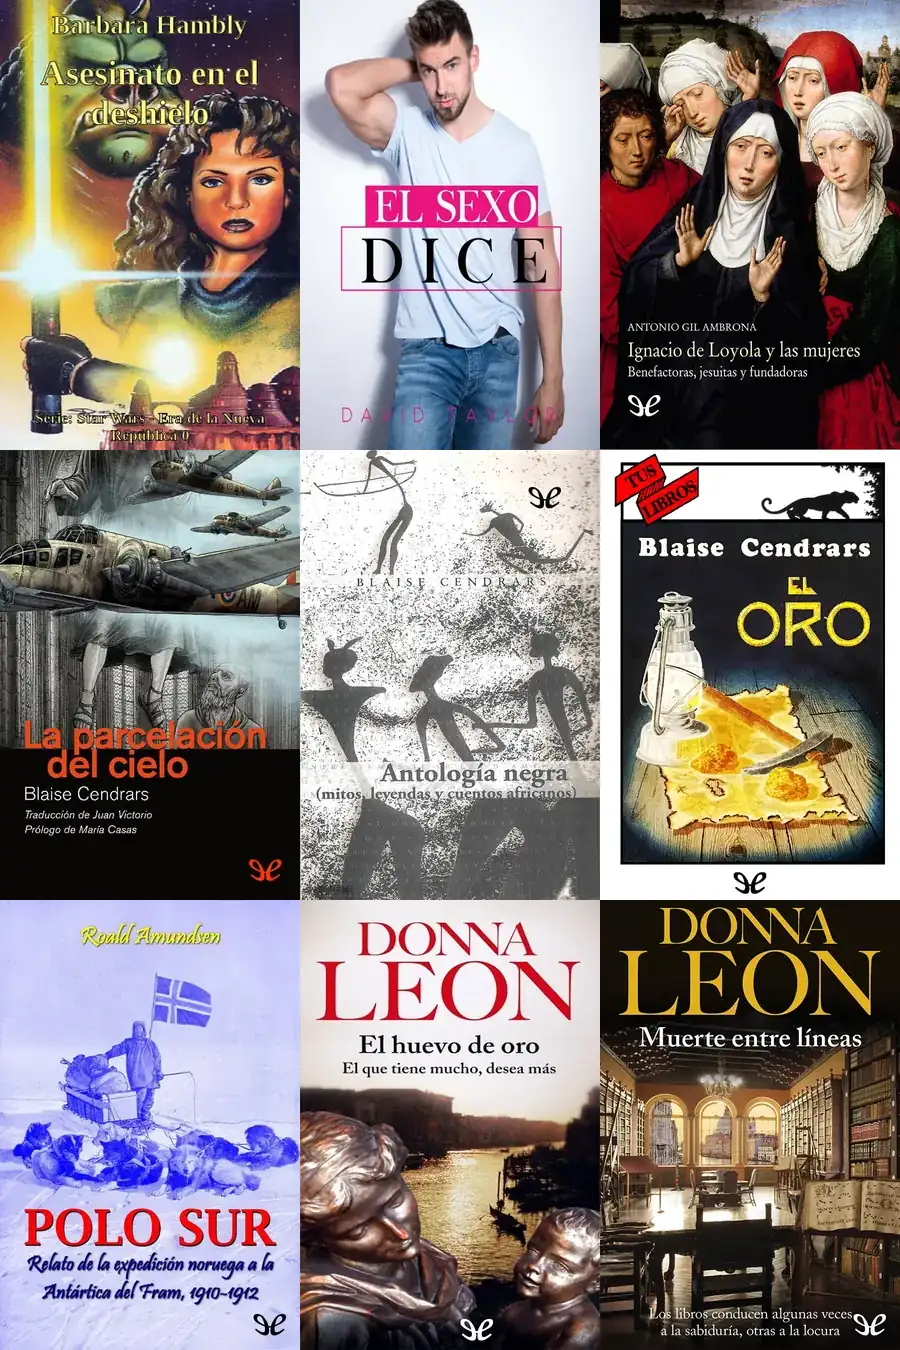 Barbara Hambly
Asesinato en el
deshielo
Serie: Star Wars - Era de la Nueva
República 0
EL SEXO
DICE
DAVID TAYLOR
ANTONIO GIL AMBRONA
Ignacio de Loyola y las mujeres
Benefactoras, jesuitas y fundadoras
La parcelación
del cielo
Blaise Cendrars
Traducción de Juan Victorio
Prólogo de María Casas
BLAISE CENDRARS
Antología negra
(mitos, leyendas y cuentos africanos)
TUS
LIBROS
Blaise Cendrars
EL
ORO
Roald Amundsen
POLO SUR
Relato de la expedición noruega a la
Antártica del Fram, 1910-1912
DONNA
LEON
El huevo de oro
El que tiene mucho, desea más
DONNA
LEON
Muerte entre líneas
Los libros conducen algunas veces
a la sabiduría, otras a la locura